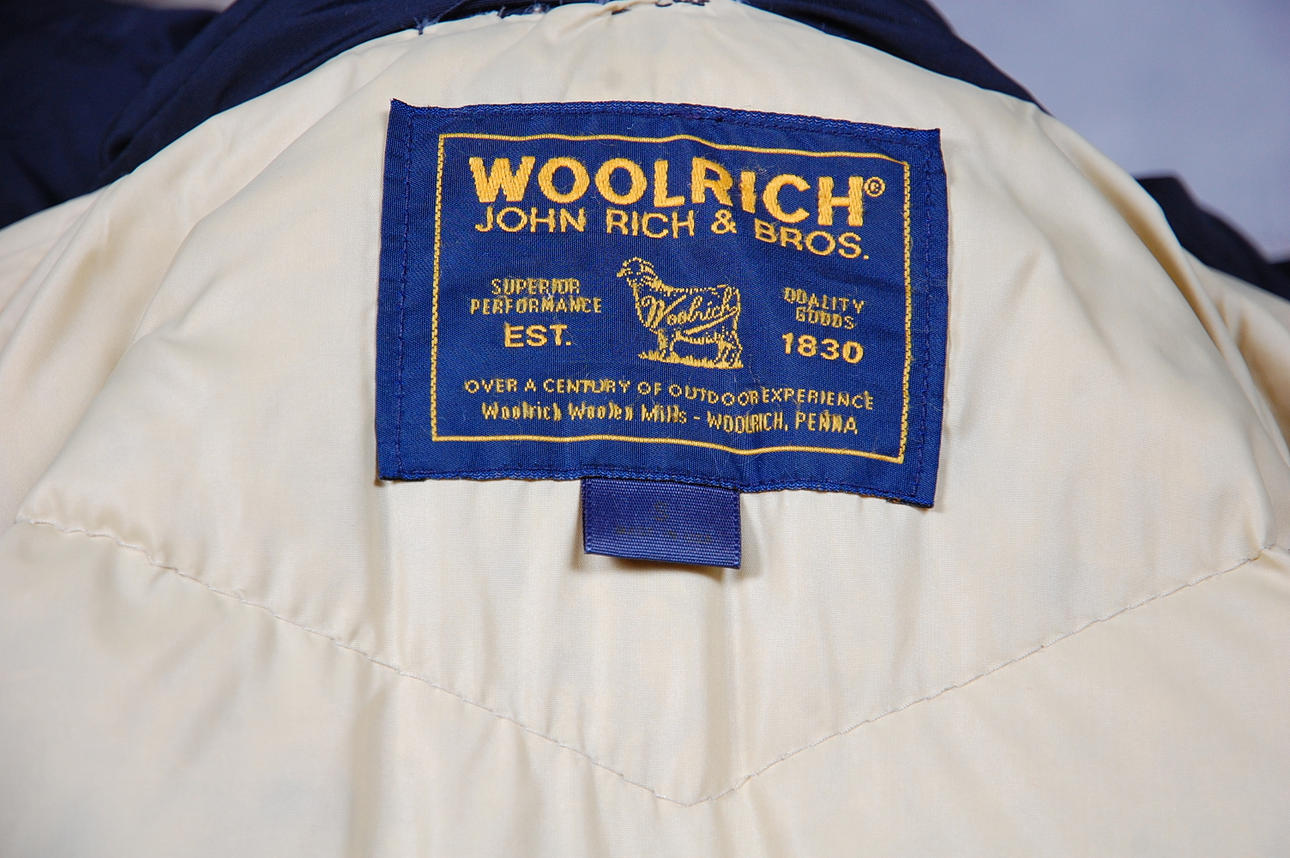 WOOLRICH®
JOHN RICH & BROS.
SUPERIOR
PERFORMANCE
EST.
Woolrich
QUALITY
GOODS
1830
OVER A CENTURY OF OUTDOOR EXPERIENCE
Woolrich Woolen Mills - WOOLRICH, PENNA.